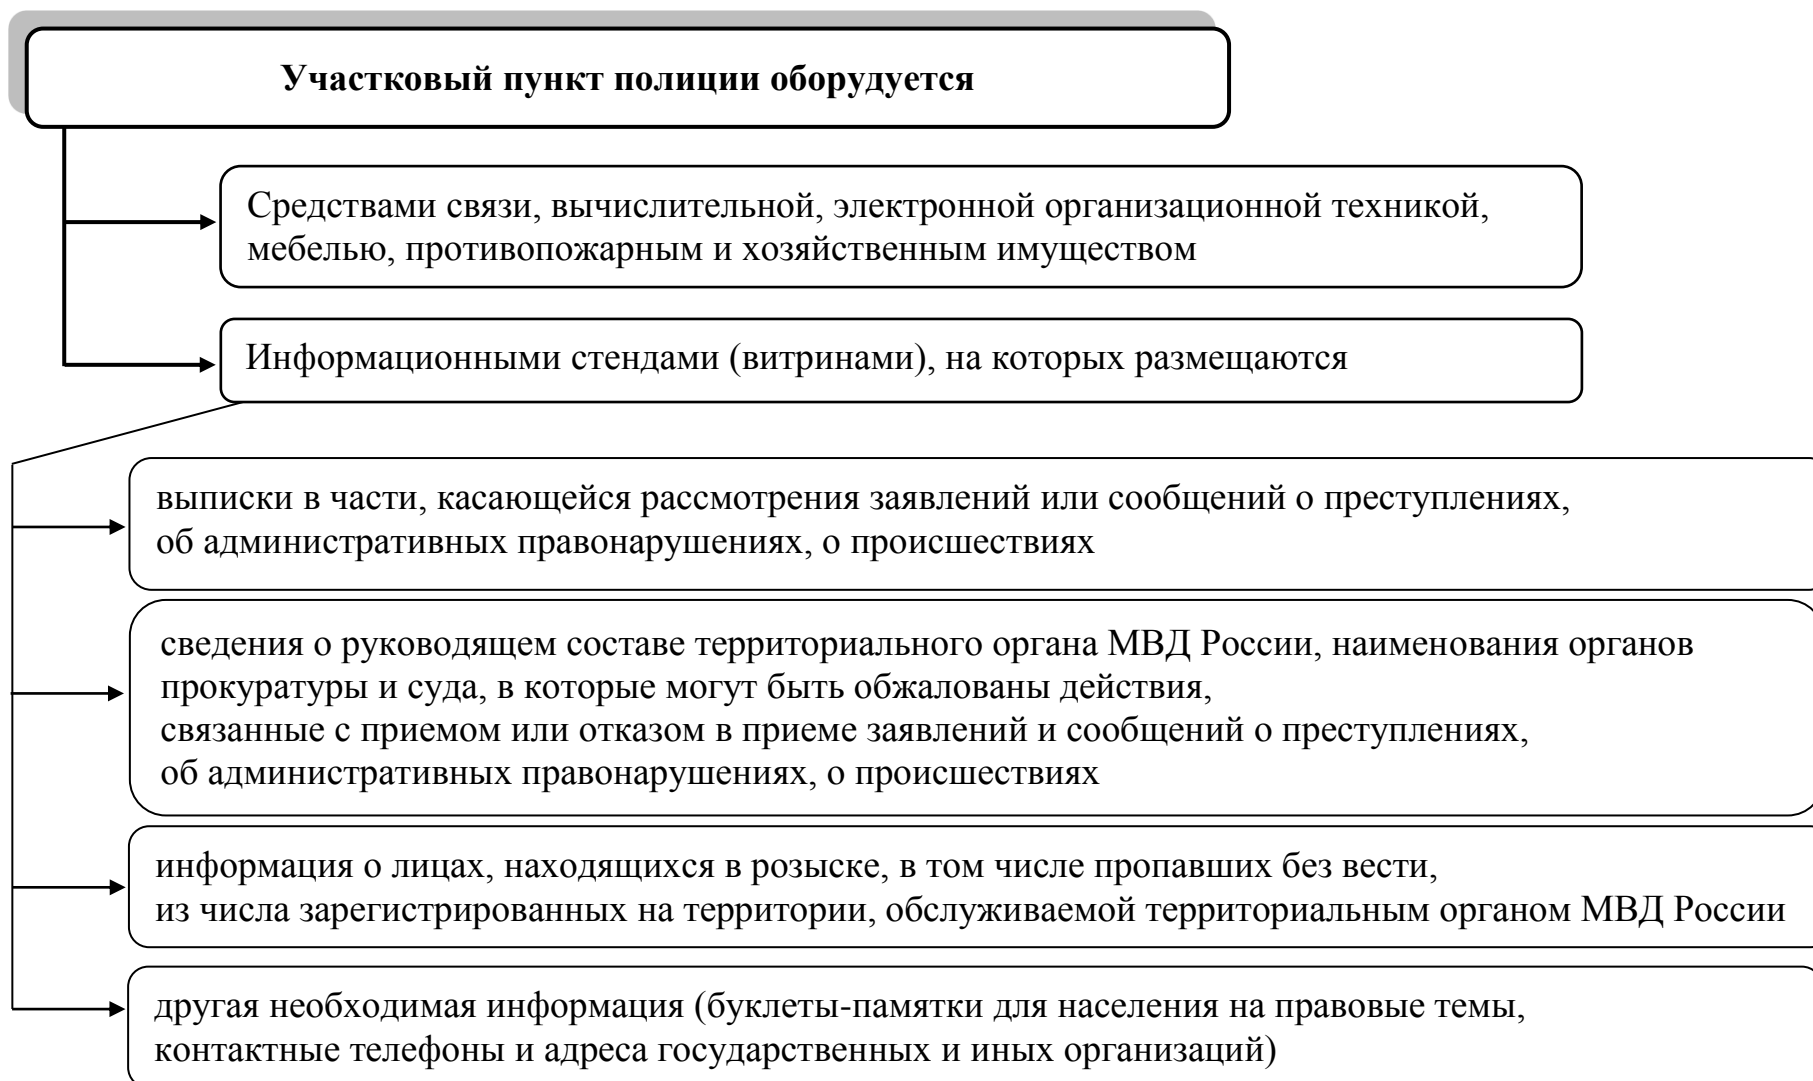 Участковый пункт полиции оборудуется
Средствами связи, вычислительной, электронной организационной техникой,
мебелью, противопожарным и хозяйственным имуществом
Информационными стендами (витринами), на которых размещаются
выписки в части, касающейся рассмотрения заявлений или сообщений о преступлениях,
об административных правонарушениях, о происшествиях
сведения о руководящем составе территориального органа МВД России, наименования органов
прокуратуры и суда, в которые могут быть обжалованы действия,
связанные с приемом или отказом в приеме заявлений и сообщений о преступлениях,
об административных правонарушениях, о происшествиях
информация о лицах, находящихся в розыске, в том числе пропавших без вести,
из числа зарегистрированных на территории, обслуживаемой территориальным органом МВД России
другая необходимая информация (буклеты-памятки для населения на правовые темы,
контактные телефоны и адреса государственных и иных организаций)